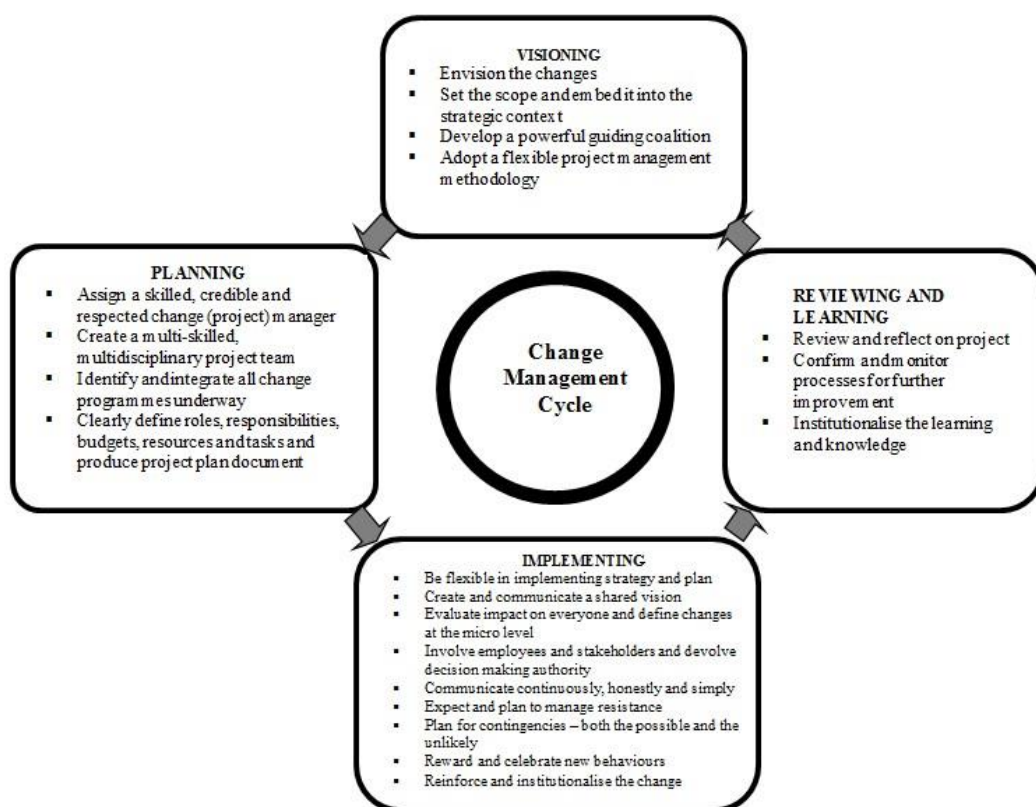 VISIONING
▪ Envision the changes
▪ Set the scope and embed it into the
strategic context
▪ Develop a powerful guiding coalition
▪ Adopt a flexible project management
methodology
PLANNING
▪ Assign a skilled, credible and
respected change (project) manager
▪ Create a multi-skilled,
multidisciplinary project team
▪ Identify and integrate all change
programmes underway
▪ Clearly define roles, responsibilities,
budgets, resources and tasks and
produce project plan document
Change
Management
Cycle
REVIEWING AND
LEARNING
▪ Review and reflect on project
▪ Confirm and monitor
processes for further
improvement
▪ Institutionalise the learning
and knowledge
IMPLEMENTING
▪ Be flexible in implementing strategy and plan
▪ Create and communicate a shared vision
▪ Evaluate impact on everyone and define changes
at the micro level
▪ Involve employees and stakeholders and devolve
decision making authority
▪ Communicate continuously, honestly and simply
▪ Expect and plan to manage resistance
▪ Plan for contingencies – both the possible and the
unlikely
▪ Reward and celebrate new behaviours
▪ Reinforce and institutionalise the change